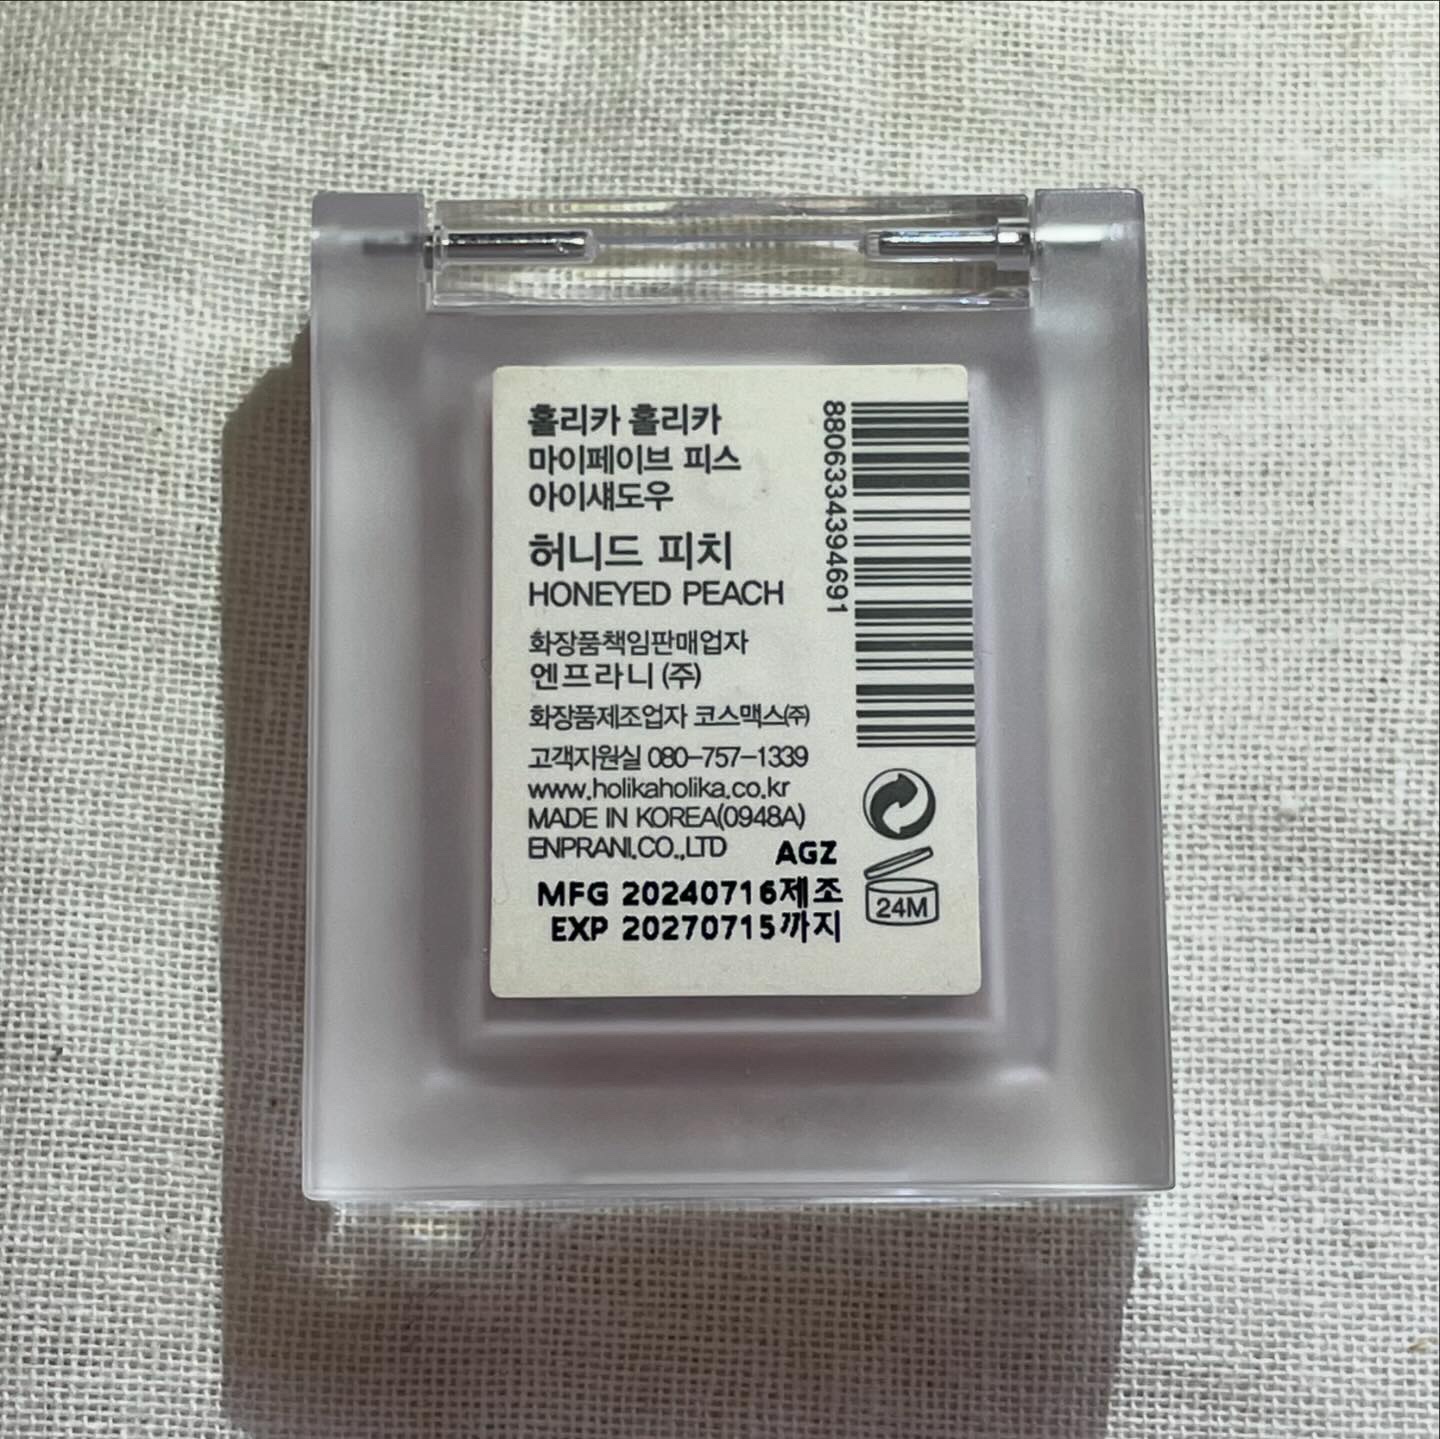 홀리카 홀리카
마이페이브 피스
아이섀도우
허니드 피치
HONEYED PEACH
화장품책임판매업자
엔프라니(주)
화장품제조업자 코스맥스㈜
고객지원실 080-757-1339
www.holikaholika.co.kr
MADE IN KOREA(0948A)
ENPRANI.CO.,LTD
AGZ
MFG 20240716제조
EXP 20270715까지
8806334394691
24M